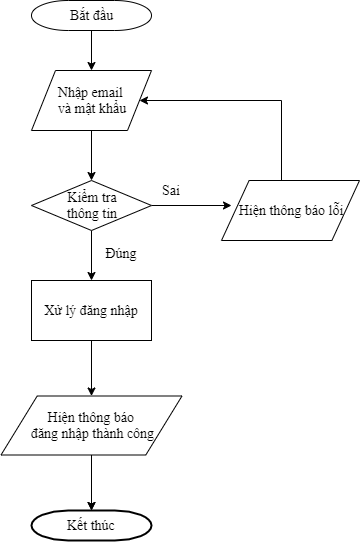 Bắt đầu
Nhập email
và mật khẩu
Kiểm tra
thông tin
Sai
Hiện thông báo lỗi
Đúng
Xử lý đăng nhập
Hiện thông báo
đăng nhập thành công
Kết thúc